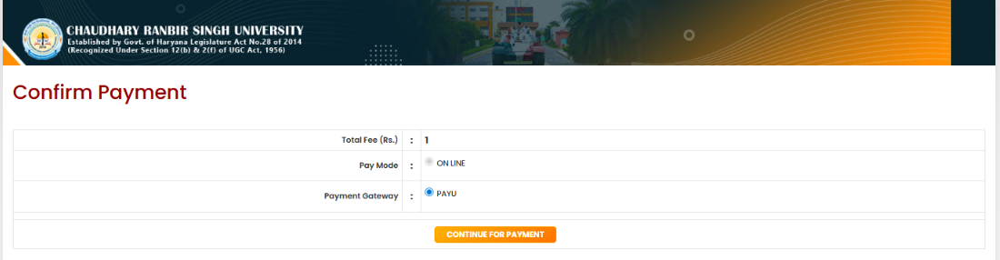 CHAUDHARY RANBIR SINGH UNIVERSITY
Established by Govt. of Haryana Legislature Act No.28 of 2014
(Recognized Under Section 12(b) & 2(f) of UGC Act, 1956)
Confirm Payment
Total Fee (Rs.) : 1
Pay Mode : ON LINE
Payment Gateway : PAYU
CONTINUE FOR PAYMENT